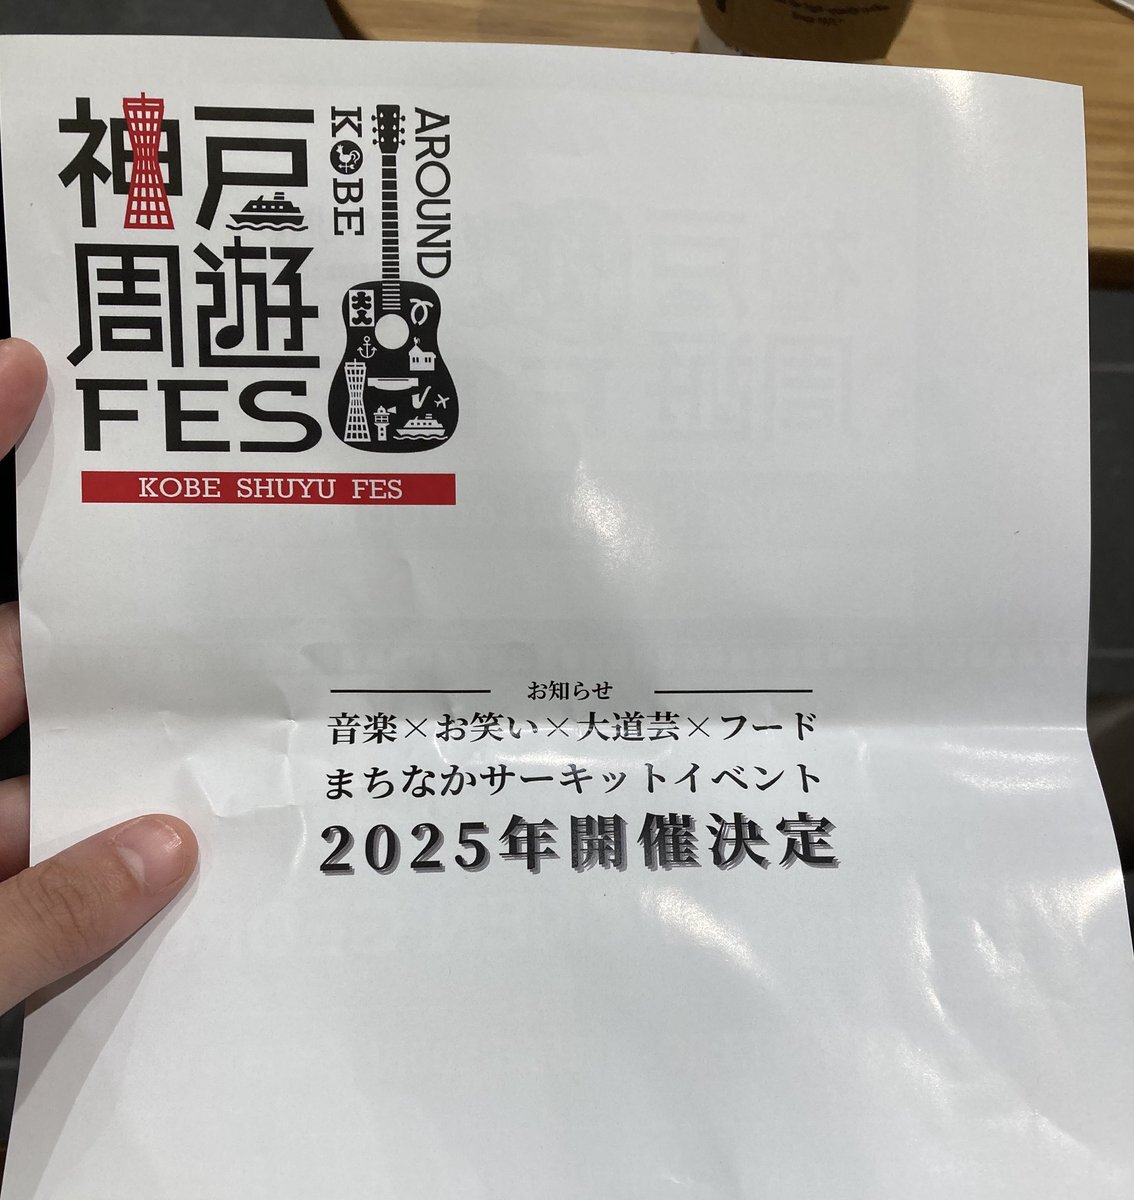 神戸
周遊
FES
AROUND
KOBE
KOBE SHUYU FES
お知らせ
音楽×お笑い×大道芸×フード
まちなかサーキットイベント
2025年開催決定